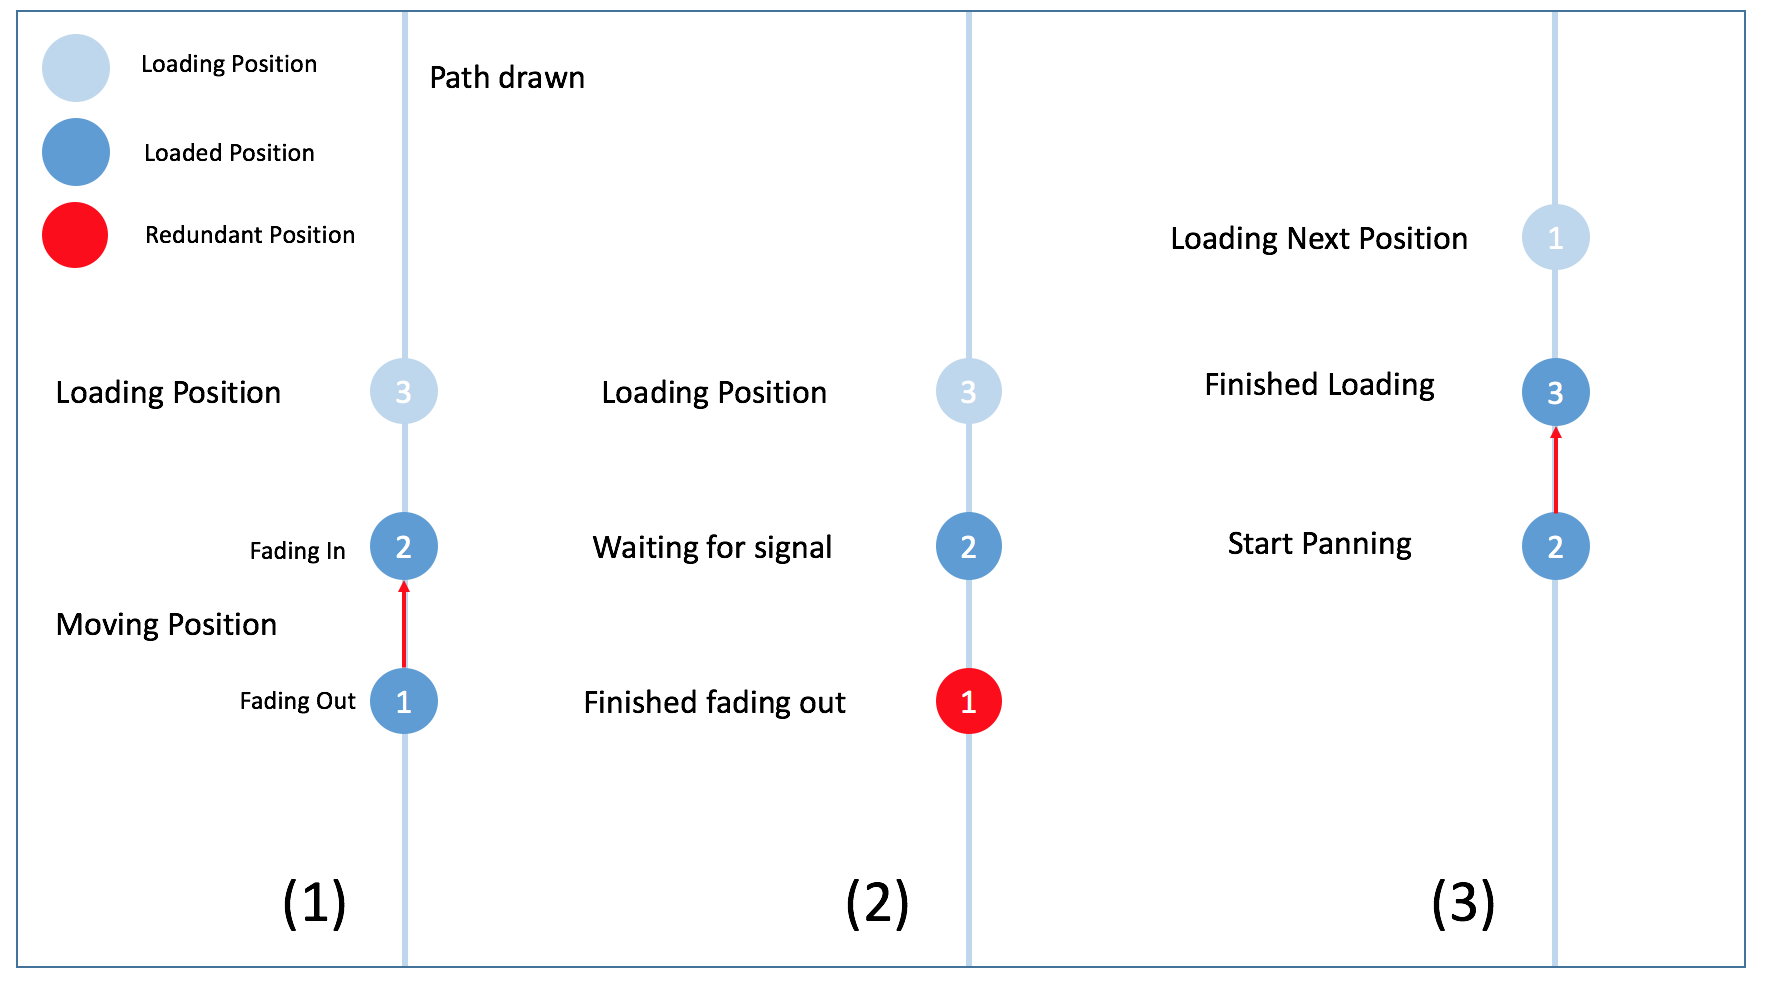 Loading Position
Loaded Position
Redundant Position
Path drawn
Loading Position
3
Fading In
2
Moving Position
Fading Out
1
(1)
Loading Position
3
Waiting for signal
2
Finished fading out
1
(2)
Loading Next Position
1
Finished Loading
3
Start Panning
2
(3)